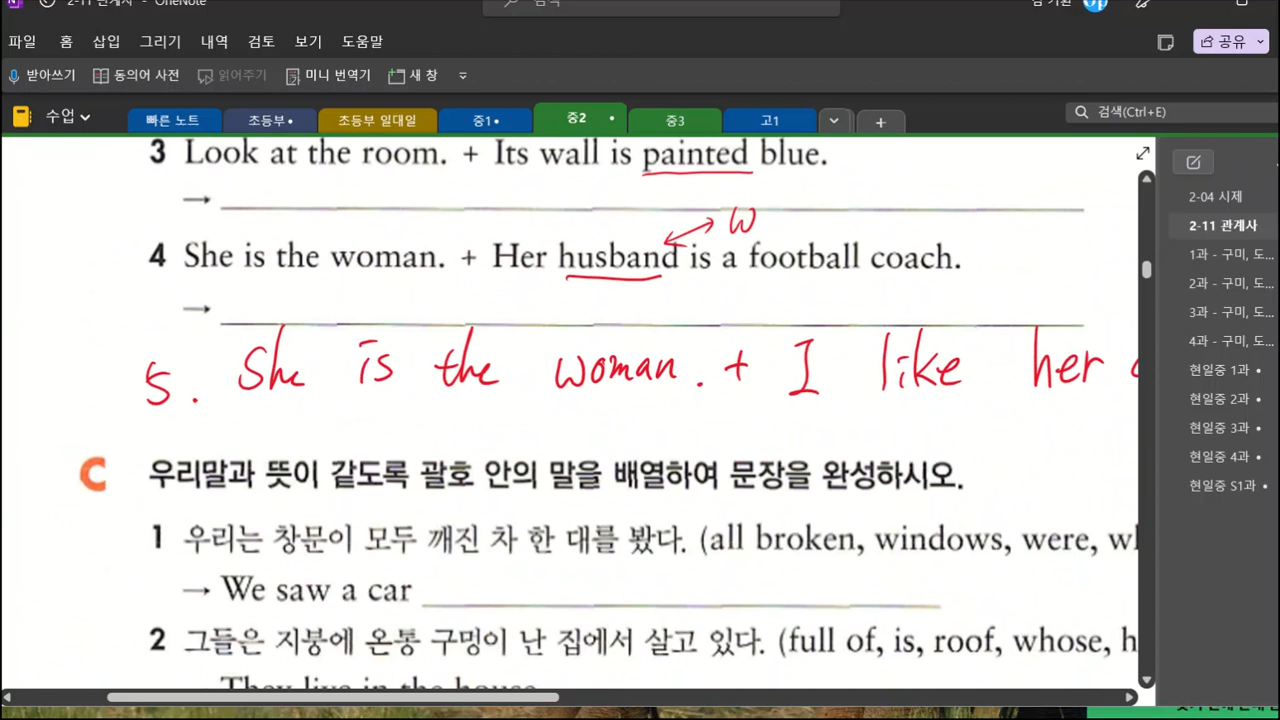 2-11 관계사 - OneNote
검색
파일 홈 삽입 그리기 내역 검토 보기 도움말
공유
받아쓰기 동의어 사전 읽어주기 미니 번역기 새 창
수업 빠른 노트 초등부 초등부 일대일 중1 중2 중3 고1 검색(Ctrl+E)
3 Look at the room. + Its wall is painted blue.
→
W
4 She is the woman. + Her husband is a football coach.
→
5. She is the woman. + I like her
C 우리말과 뜻이 같도록 괄호 안의 말을 배열하여 문장을 완성하시오.
1 우리는 창문이 모두 깨진 차 한 대를 봤다. (all broken, windows, were,
→ We saw a car
2 그들은 지붕에 온통 구멍이 난 집에서 살고 있다. (full of, is, roof, whose,
They live in the house
2-04 시제
2-11 관계사
1과 - 구미, 도...
2과 - 구미, 도...
3과 - 구미, 도...
4과 - 구미, 도...
현일중 1과
현일중 2과
현일중 3과
현일중 4과
현일중 S1과